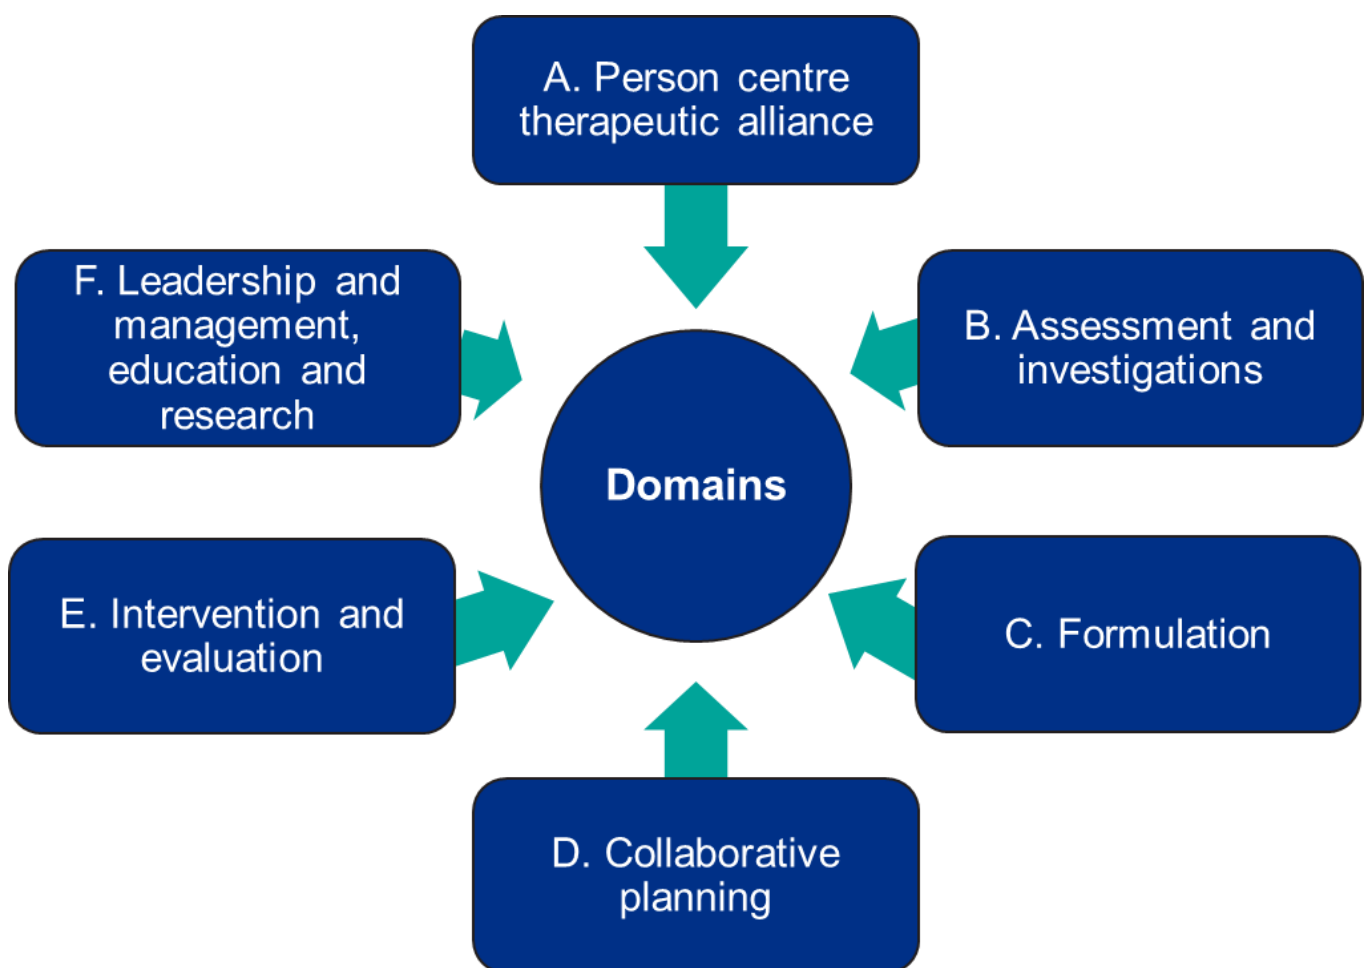 A. Person centre
therapeutic alliance
B. Assessment and
investigations
C. Formulation
D. Collaborative
planning
E. Intervention and
evaluation
F. Leadership and
management,
education and
research
Domains